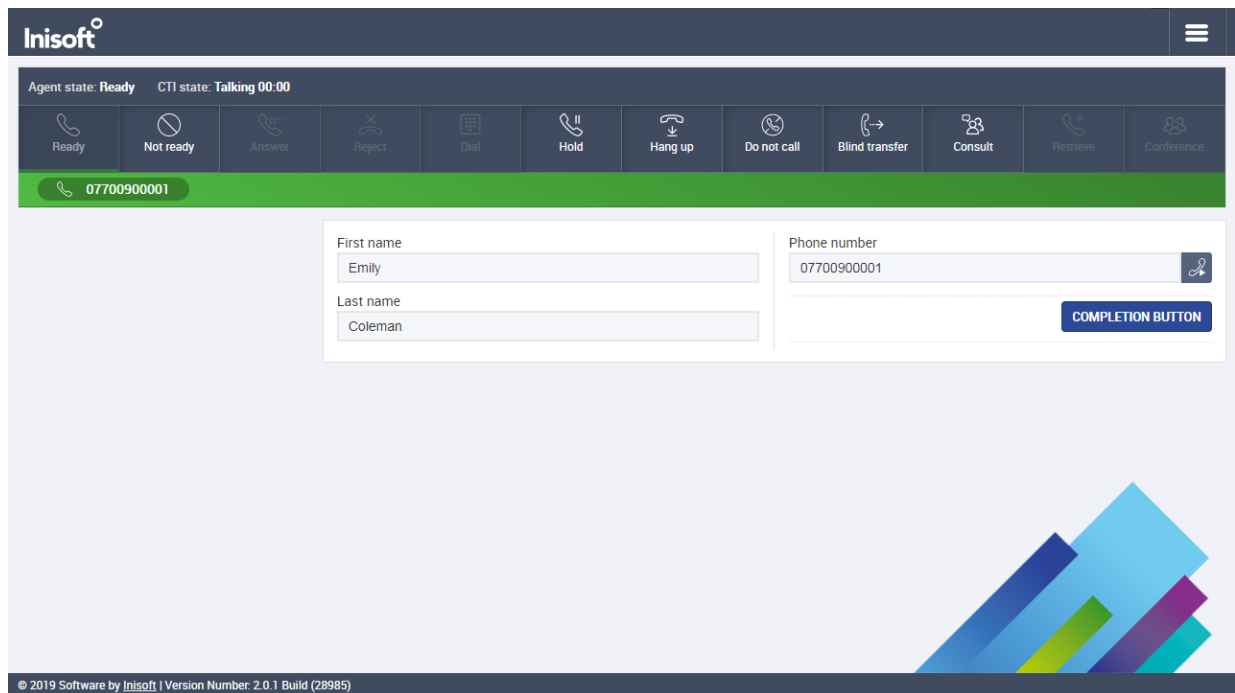 Inisoft
Agent state: Ready CTI state: Talking 00:00
Ready Not ready Answer Reject Dial Hold Hang up Do not call Blind transfer Consult Retrieve Conference
07700900001
First name
Emily
Last name
Coleman
Phone number
07700900001
COMPLETION BUTTON
© 2019 Software by Inisoft | Version Number: 2.0.1 Build (28985)